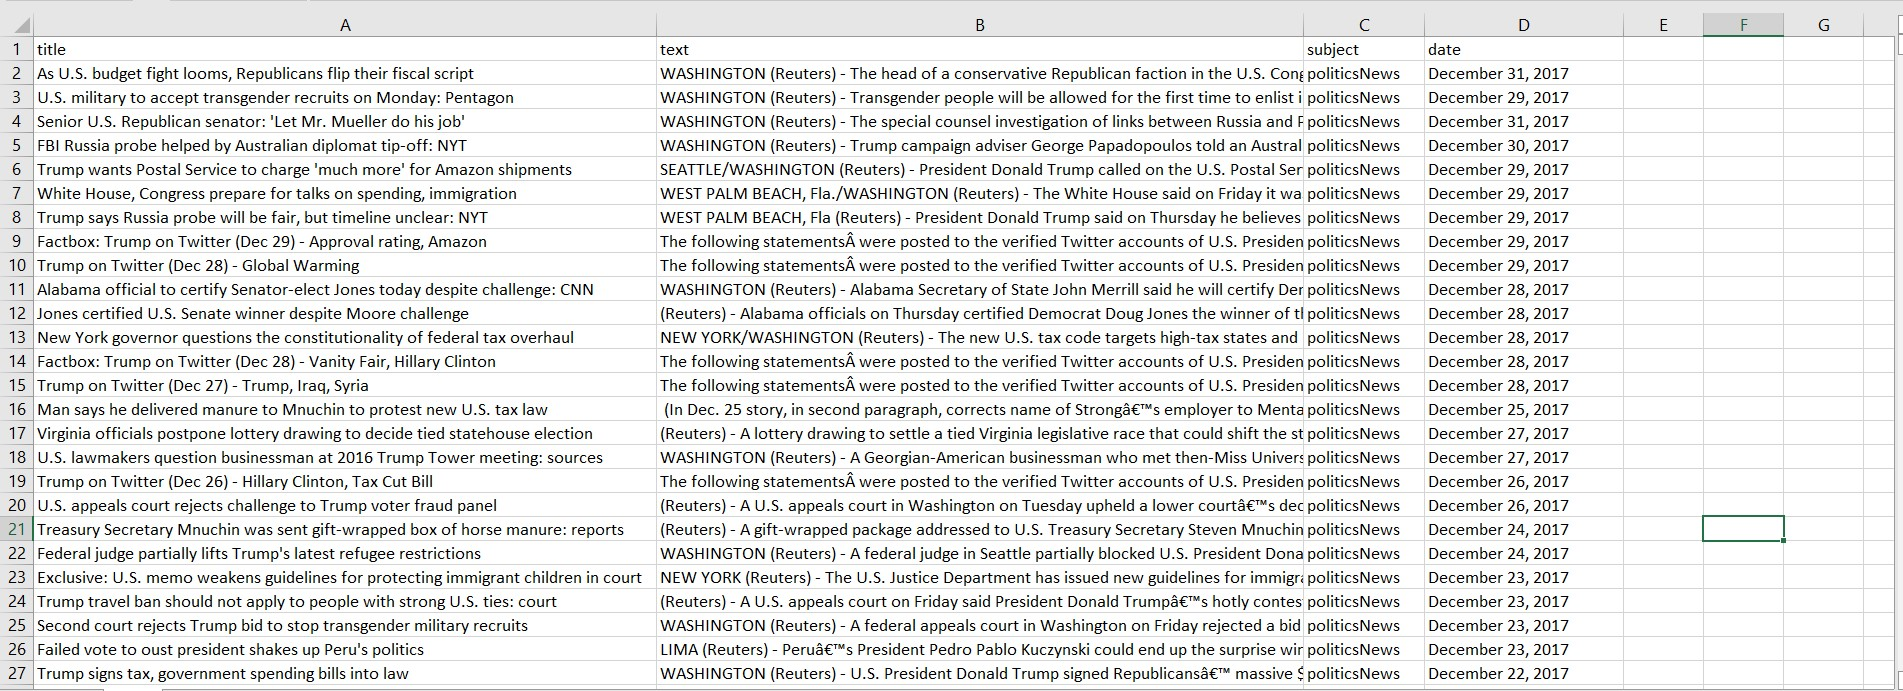 A B C D E F G
1 title text subject date
2 As U.S. budget fight looms, Republicans flip their fiscal script WASHINGTON (Reuters) - The head of a conservative Republican faction in the U.S. Cong politicsNews December 31, 2017
3 U.S. military to accept transgender recruits on Monday: Pentagon WASHINGTON (Reuters) - Transgender people will be allowed for the first time to enlist i politicsNews December 29, 2017
4 Senior U.S. Republican senator: 'Let Mr. Mueller do his job' WASHINGTON (Reuters) - The special counsel investigation of links between Russia and politicsNews December 31, 2017
5 FBI Russia probe helped by Australian diplomat tip-off: NYT WASHINGTON (Reuters) - Trump campaign adviser George Papadopoulos told an Austral politicsNews December 30, 2017
6 Trump wants Postal Service to charge 'much more' for Amazon shipments SEATTLE/WASHINGTON (Reuters) - President Donald Trump called on the U.S. Postal Ser politicsNews December 29, 2017
7 White House, Congress prepare for talks on spending, immigration WEST PALM BEACH, Fla./WASHINGTON (Reuters) - The White House said on Friday it wa politicsNews December 29, 2017
8 Trump says Russia probe will be fair, but timeline unclear: NYT WEST PALM BEACH, Fla (Reuters) - President Donald Trump said on Thursday he believes politicsNews December 29, 2017
9 Factbox: Trump on Twitter (Dec 29) - Approval rating, Amazon The following statementsÂ were posted to the verified Twitter accounts of U.S. Presiden politicsNews December 29, 2017
10 Trump on Twitter (Dec 28) - Global Warming The following statementsÂ were posted to the verified Twitter accounts of U.S. Presiden politicsNews December 29, 2017
11 Alabama official to certify Senator-elect Jones today despite challenge: CNN WASHINGTON (Reuters) - Alabama Secretary of State John Merrill said he will certify Der politicsNews December 28, 2017
12 Jones certified U.S. Senate winner despite Moore challenge (Reuters) - Alabama officials on Thursday certified Democrat Doug Jones the winner of politicsNews December 28, 2017
13 New York governor questions the constitutionality of federal tax overhaul NEW YORK/WASHINGTON (Reuters) - The new U.S. tax code targets high-tax states and politicsNews December 28, 2017
14 Factbox: Trump on Twitter (Dec 28) - Vanity Fair, Hillary Clinton The following statementsÂ were posted to the verified Twitter accounts of U.S. Presiden politicsNews December 28, 2017
15 Trump on Twitter (Dec 27) - Trump, Iraq, Syria The following statementsÂ were posted to the verified Twitter accounts of U.S. Presiden politicsNews December 28, 2017
16 Man says he delivered manure to Mnuchin to protest new U.S. tax law (In Dec. 25 story, in second paragraph, corrects name of Strongâ€™s employer to Menta politicsNews December 25, 2017
17 Virginia officials postpone lottery drawing to decide tied statehouse election (Reuters) - A lottery drawing to settle a tied Virginia legislative race that could shift the st politicsNews December 27, 2017
18 U.S. lawmakers question businessman at 2016 Trump Tower meeting: sources WASHINGTON (Reuters) - A Georgian-American businessman who met then-Miss Univers politicsNews December 27, 2017
19 Trump on Twitter (Dec 26) - Hillary Clinton, Tax Cut Bill The following statementsÂ were posted to the verified Twitter accounts of U.S. Presiden politicsNews December 26, 2017
20 U.S. appeals court rejects challenge to Trump voter fraud panel (Reuters) - A U.S. appeals court in Washington on Tuesday upheld a lower courtâ€™s dec politicsNews December 26, 2017
21 Treasury Secretary Mnuchin was sent gift-wrapped box of horse manure: reports (Reuters) - A gift-wrapped package addressed to U.S. Treasury Secretary Steven Mnuchin politicsNews December 24, 2017
22 Federal judge partially lifts Trump's latest refugee restrictions WASHINGTON (Reuters) - A federal judge in Seattle partially blocked U.S. President Dona politicsNews December 24, 2017
23 Exclusive: U.S. memo weakens guidelines for protecting immigrant children in court NEW YORK (Reuters) - The U.S. Justice Department has issued new guidelines for immigra politicsNews December 23, 2017
24 Trump travel ban should not apply to people with strong U.S. ties: court (Reuters) - A U.S. appeals court on Friday said President Donald Trumpâ€™s hotly contes politicsNews December 23, 2017
25 Second court rejects Trump bid to stop transgender military recruits WASHINGTON (Reuters) - A federal appeals court in Washington on Friday rejected a bid politicsNews December 23, 2017
26 Failed vote to oust president shakes up Peru's politics LIMA (Reuters) - Peruâ€™s President Pedro Pablo Kuczynski could end up the surprise wir politicsNews December 23, 2017
27 Trump signs tax, government spending bills into law WASHINGTON (Reuters) - U.S. President Donald Trump signed Republicansâ€™ massive $ politicsNews December 22, 2017